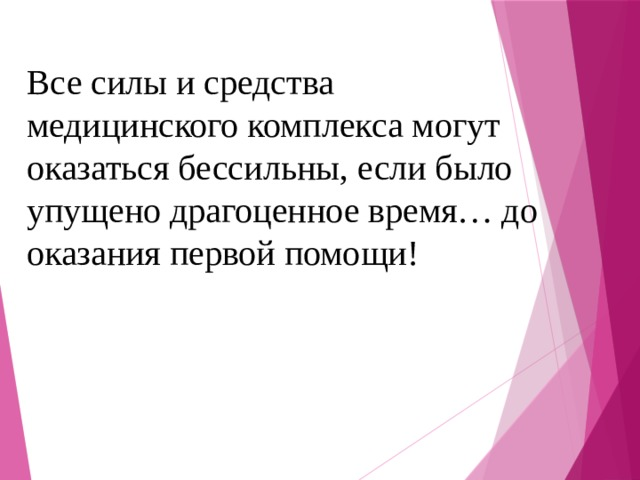 Все силы и средства
медицинского комплекса могут
оказаться бессильны, если было
упущено драгоценное время… до
оказания первой помощи!